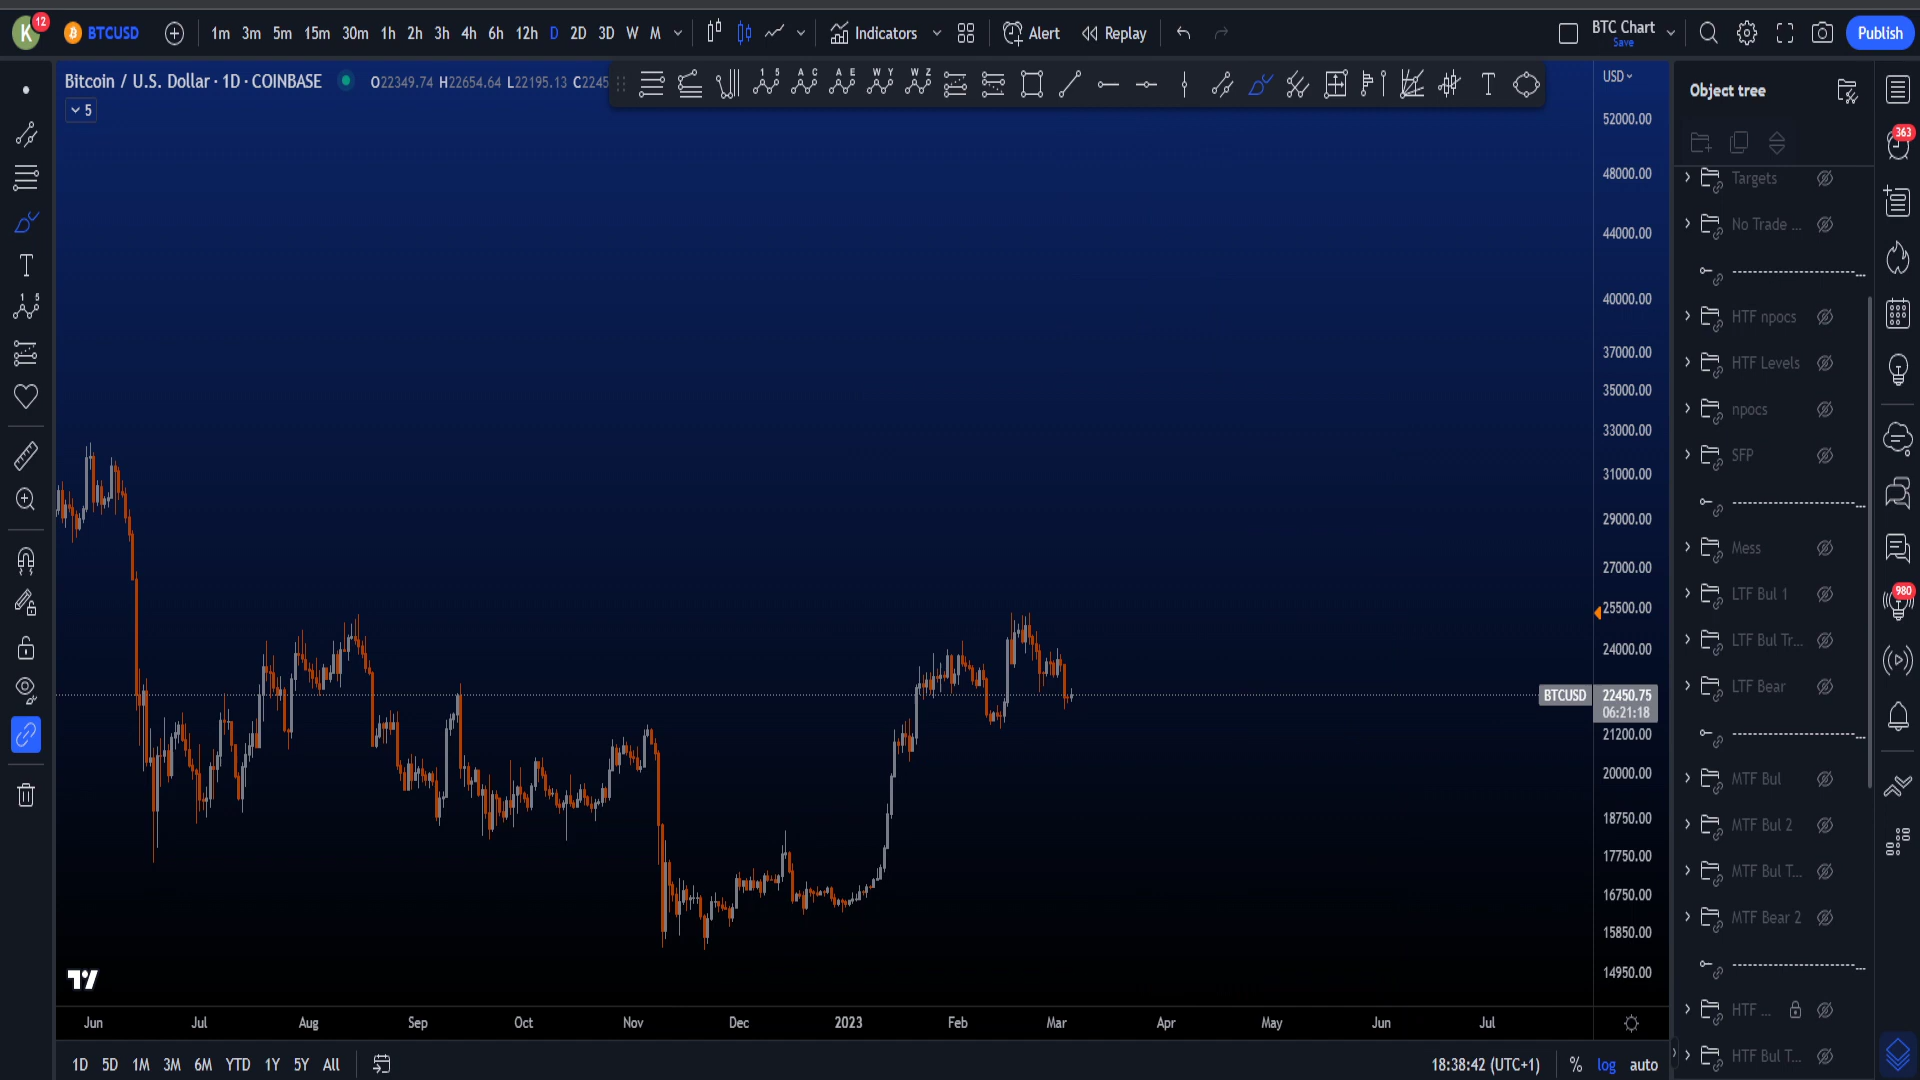 K 12 BTCUSD 1m 3m 5m 15m 30m 1h 2h 3h 4h 6h 12h D 2D 3D W M Indicators Alert Replay BTC Chart Save Publish
Bitcoin / U.S. Dollar · 1D · COINBASE O22349.74 H22654.64 L22195.13 C2245
5
USD
52000.00
48000.00
44000.00
40000.00
37000.00
35000.00
33000.00
31000.00
29000.00
27000.00
25500.00
24000.00
BTCUSD 22450.75
06:21:18
21200.00
20000.00
18750.00
17750.00
16750.00
15850.00
14950.00
Jun Jul Aug Sep Oct Nov Dec 2023 Feb Mar Apr May Jun Jul
1D 5D 1M 3M 6M YTD 1Y 5Y All 18:38:42 (UTC+1) % log auto
Object tree
Targets
No Trade ...
---------------------------...
HTF npocs
HTF Levels
npocs
SFP
---------------------------...
Mess
LTF Bul 1
LTF Bul Tr...
LTF Bear
---------------------------...
MTF Bul
MTF Bul 2
MTF Bul T...
MTF Bear 2
---------------------------...
HTF ...
HTF Bul T...
363
980
T
1 5
A C
A E
W Y
W Z
T
1 5